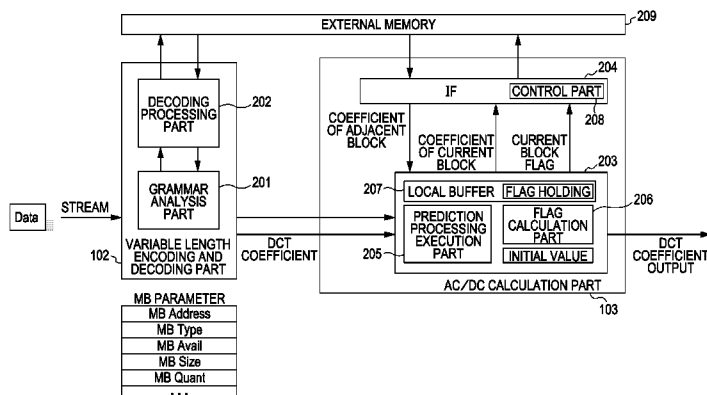 EXTERNAL MEMORY
209
204
IF
CONTROL PART
208
202
DECODING
PROCESSING
PART
COEFFICIENT
OF ADJACENT
BLOCK
COEFFICIENT
OF CURRENT
BLOCK
CURRENT
BLOCK
FLAG
203
201
GRAMMAR
ANALYSIS
PART
207
LOCAL BUFFER
FLAG HOLDING
206
Data
STREAM
PREDICTION
PROCESSING
EXECUTION
PART
205
FLAG
CALCULATION
PART
INITIAL VALUE
VARIABLE LENGTH
ENCODING AND
DECODING PART
102
DCT
COEFFICIENT
DCT
COEFFICIENT
OUTPUT
AC/DC CALCULATION PART
103
MB PARAMETER
MB Address
MB Type
MB Avail
MB Size
MB Quant
...